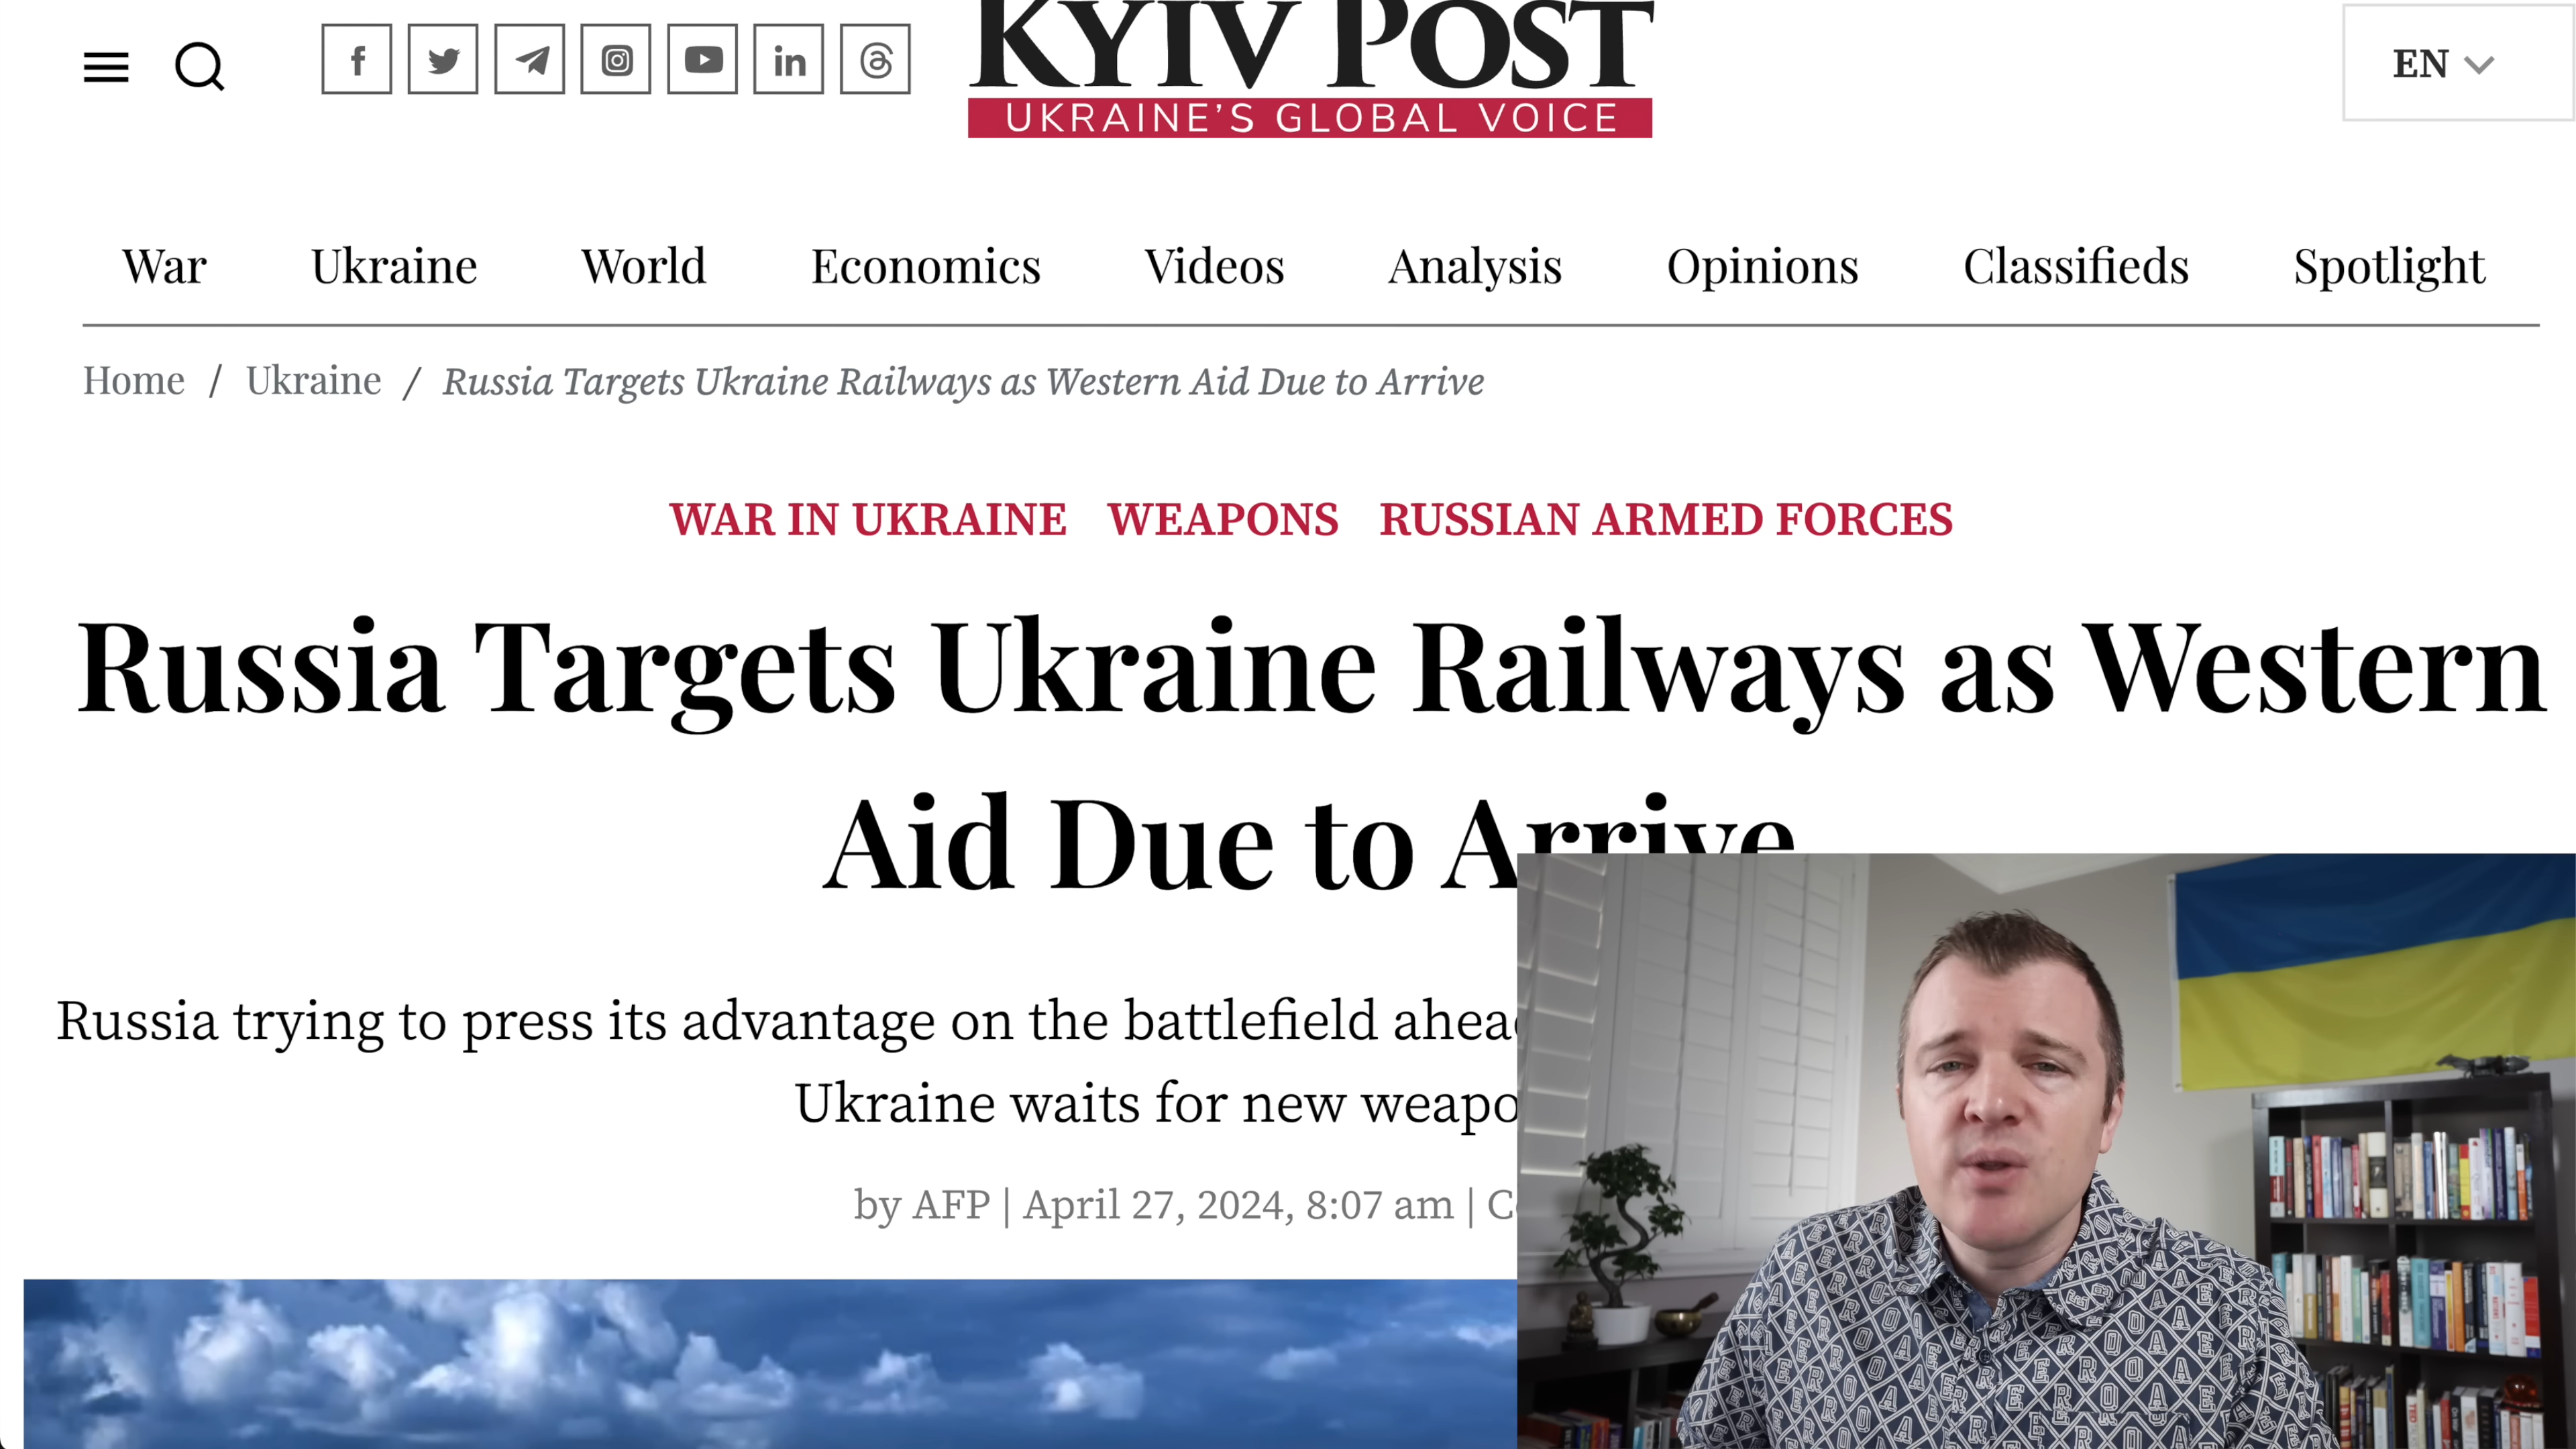 KYIV POST
UKRAINE'S GLOBAL VOICE
EN
War Ukraine World Economics Videos Analysis Opinions Classifieds Spotlight
Home / Ukraine / Russia Targets Ukraine Railways as Western Aid Due to Arrive
WAR IN UKRAINE WEAPONS RUSSIAN ARMED FORCES
Russia Targets Ukraine Railways as Western
Aid Due to Arrive
Russia trying to press its advantage on the battlefield
Ukraine waits for new
by AFP | April 27, 2024, 8:07 am |